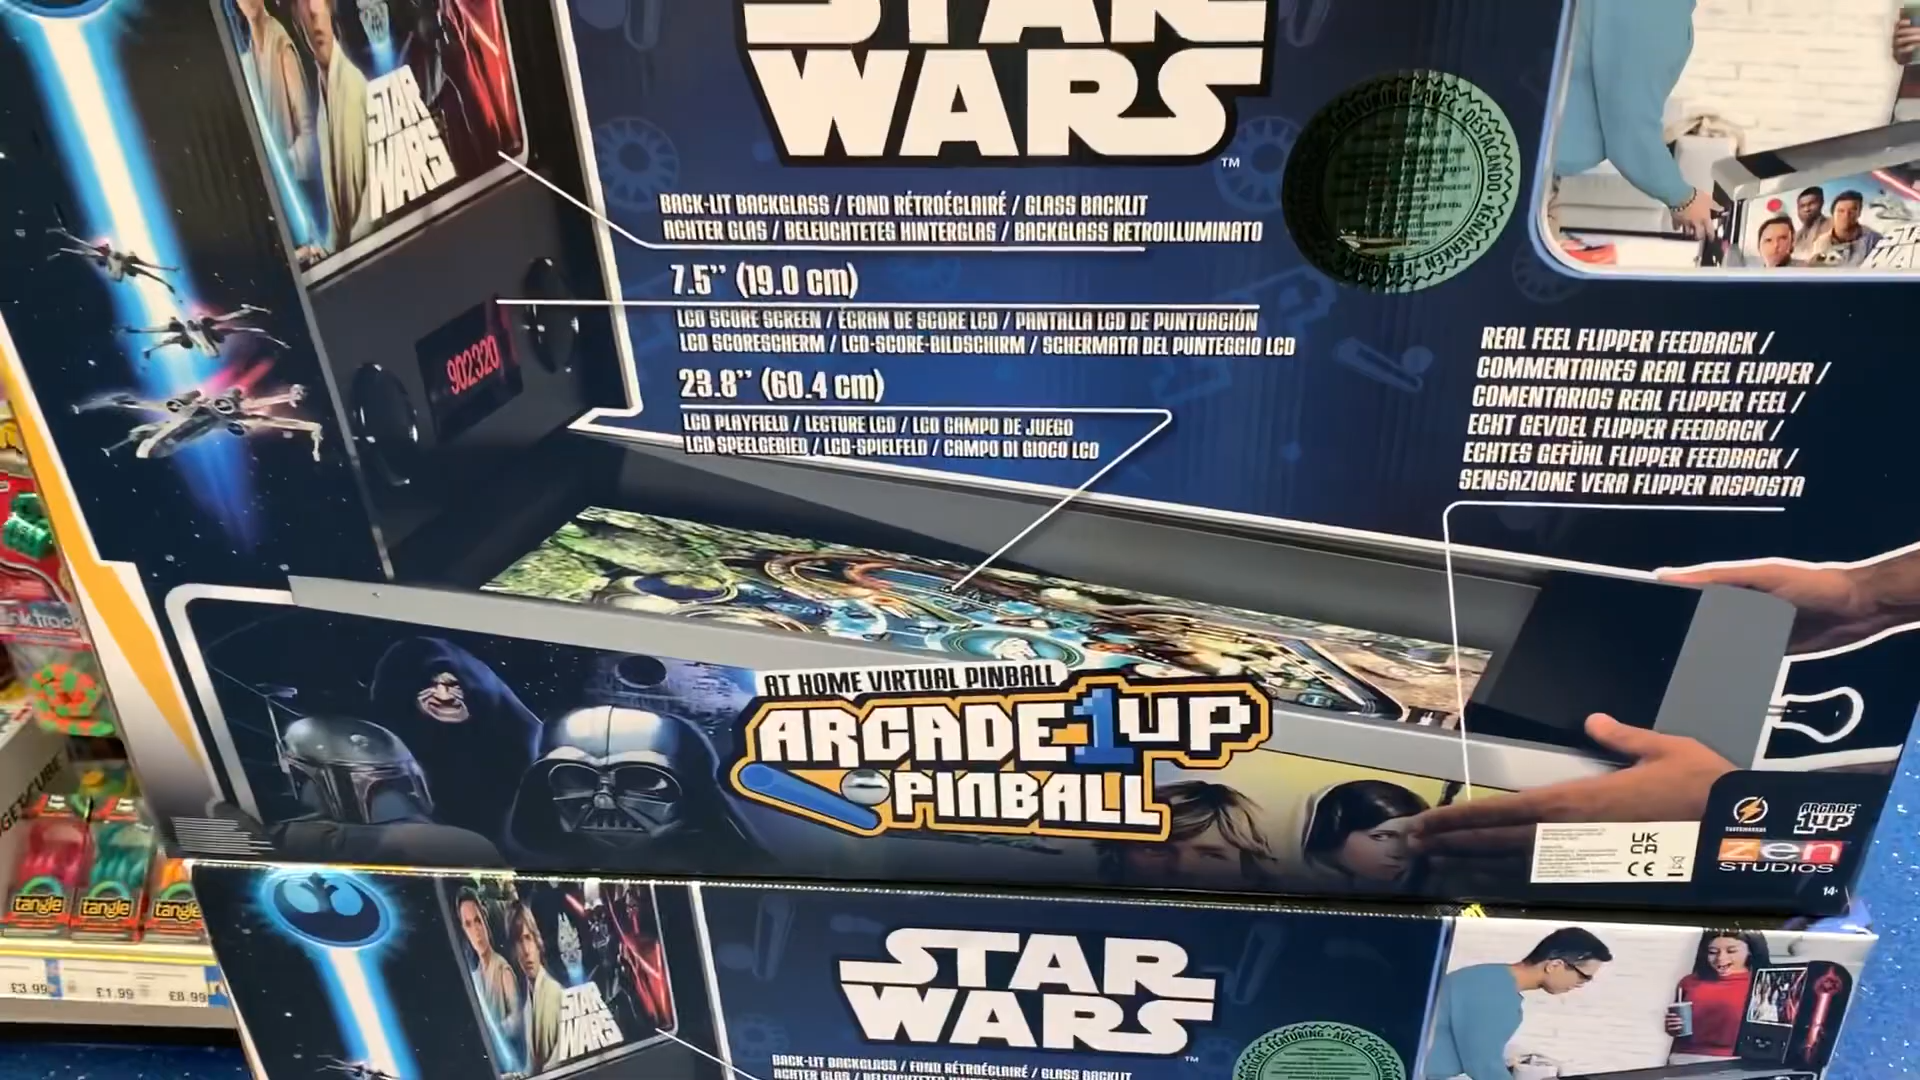 STAR
WARS
STAR
WARS
TM
FEATURING · AVEC · DESTACANDO
BACK-LIT BACKGLASS / FOND RÉTROÉCLAIRÉ / GLASS BACKLIT
ACHTER GLAS / BELEUCHTETES HINTERGLAS / BACKGLASS RETROILLUMINATO
7.5" (19.0 cm)
LCD SCORE SCREEN / ÉCRAN DE SCORE LCD / PANTALLA LCD DE PUNTUACIÓN
LCD SCORESCHERM / LCD-SCORE-BILDSCHIRM / SCHERMATA DEL PUNTEGGIO LCD
902320
23.8" (60.4 cm)
LCD PLAYFIELD / LECTURE LCD / LCD CAMPO DE JUEGO
LCD SPEELGEBIED / LCD-SPIELFELD / CAMPO DI GIOCO LCD
REAL FEEL FLIPPER FEEDBACK /
COMMENTAIRES REAL FEEL FLIPPER /
COMENTARIOS REAL FLIPPER FEEL /
ECHT GEVOEL FLIPPER FEEDBACK /
ECHTES GEFÜHL FLIPPER FEEDBACK /
SENSAZIONE VERA FLIPPER RISPOSTA
AT HOME VIRTUAL PINBALL
ARCADE1UP
PINBALL
UK
CA
CE
ARCADE
1UP
zen
STUDIOS
14+
tangle
tangle
tangle
£3.99
£1.99
£8.99
STAR
WARS
STAR
WARS
TM
BACK-LIT BACKGLASS / FOND RÉTROÉCLAIRÉ / GLASS BACKLIT